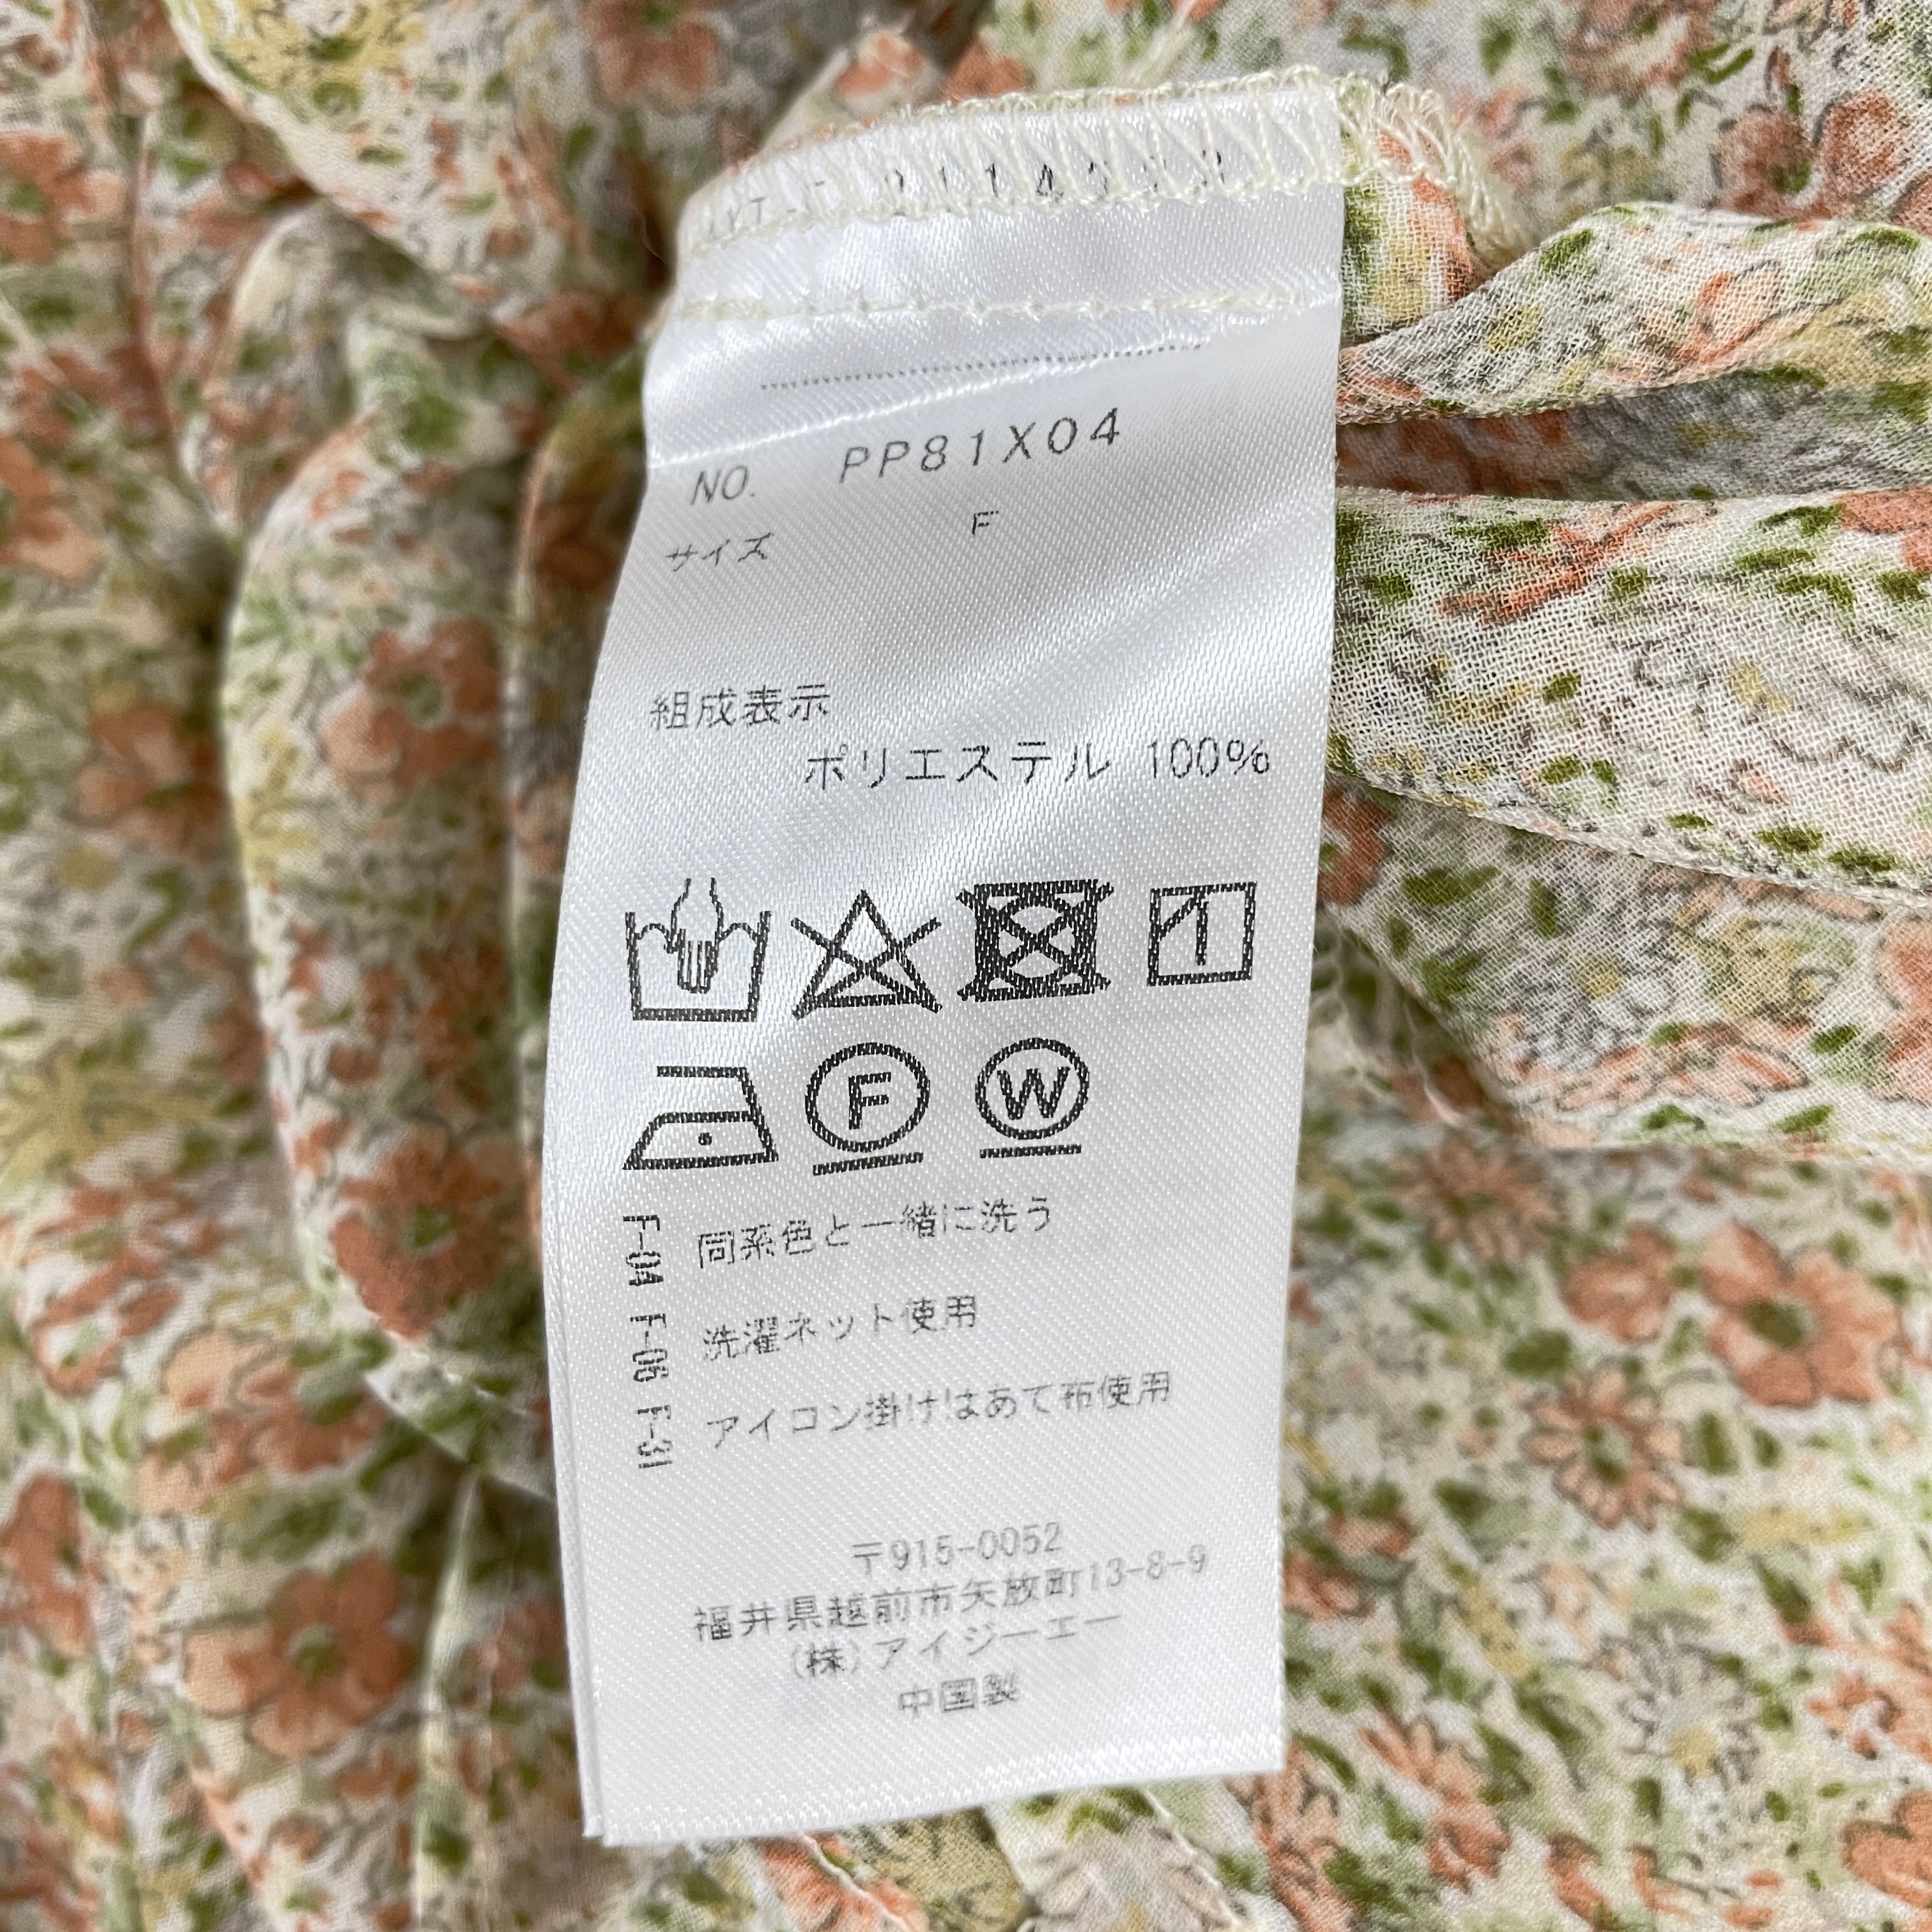 NO. PP81X04
サイズ F
組成表示
ポリエステル 100%
F
W
F-04 同系色と一緒に洗う
F-06 洗濯ネット使用
F-31 アイコン掛けはあて布使用
〒915-0052
福井県越前市矢放町13-8-9
(株)アイジーエー
中国製